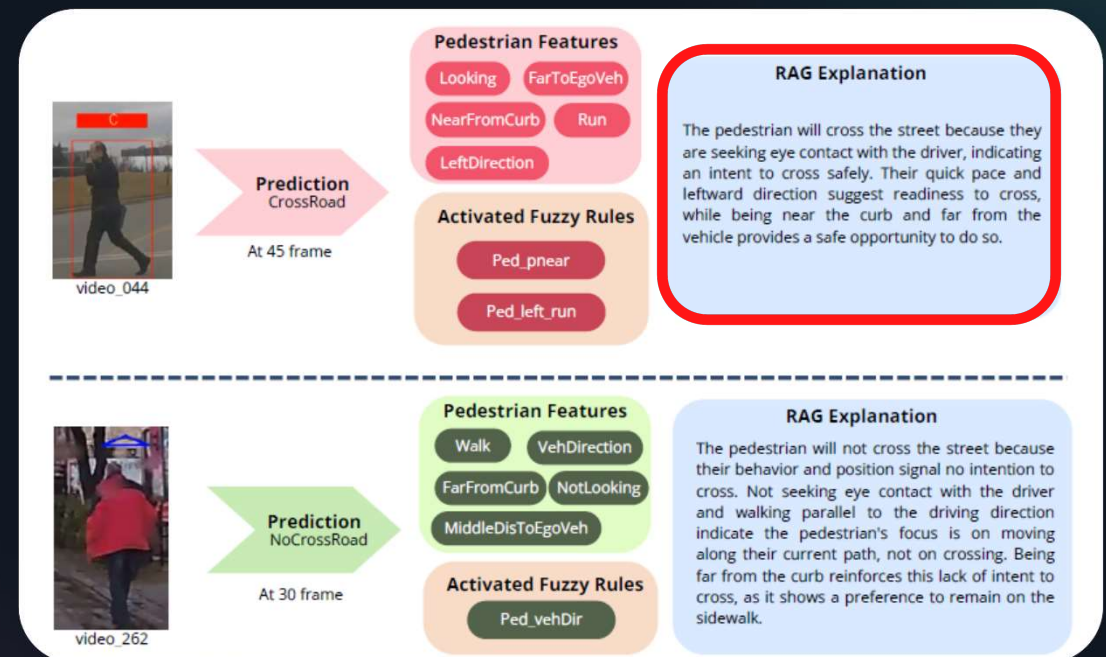 Pedestrian Features
Looking FarToEgoVeh
NearFromCurb Run
LeftDirection
C
Prediction
CrossRoad
At 45 frame
video_044
Activated Fuzzy Rules
Ped_pnear
Ped_left_run
RAG Explanation
The pedestrian will cross the street because they
are seeking eye contact with the driver, indicating
an intent to cross safely. Their quick pace and
leftward direction suggest readiness to cross,
while being near the curb and far from the
vehicle provides a safe opportunity to do so.
Pedestrian Features
Walk VehDirection
FarFromCurb NotLooking
MiddleDisToEgoVeh
Prediction
NoCrossRoad
At 30 frame
video_262
Activated Fuzzy Rules
Ped_vehDir
RAG Explanation
The pedestrian will not cross the street because
their behavior and position signal no intention to
cross. Not seeking eye contact with the driver
and walking parallel to the driving direction
indicate the pedestrian's focus is on moving
along their current path, not on crossing. Being
far from the curb reinforces this lack of intent to
cross, as it shows a preference to remain on the
sidewalk.